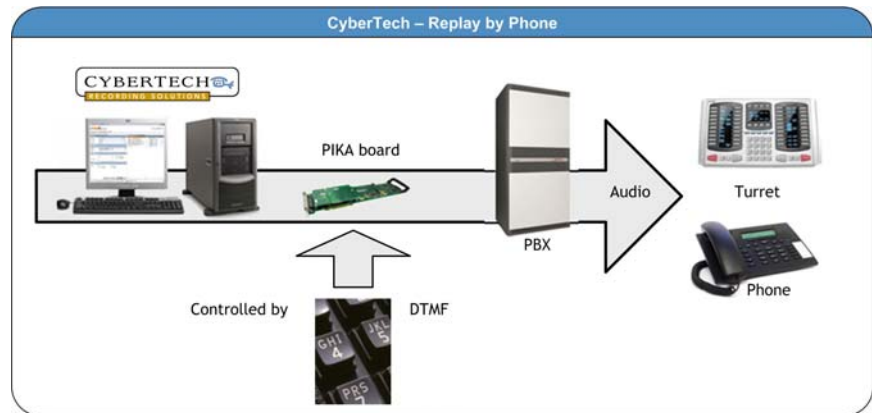 CyberTech – Replay by Phone
CYBERTECH
RECORDING SOLUTIONS
PIKA board
PBX
Audio
Turret
Phone
Controlled by
DTMF
GHI
4
JKL
5
PRS
7